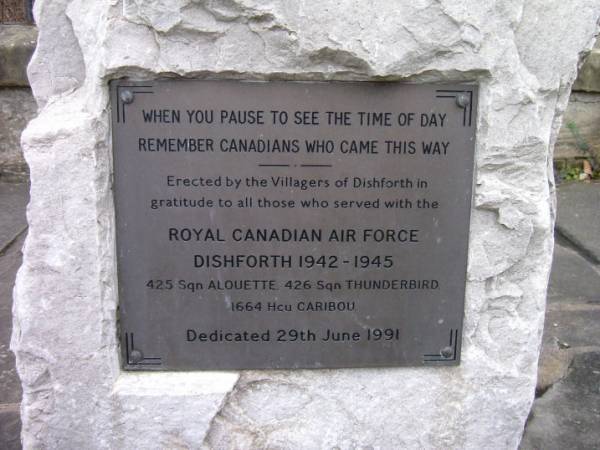 WHEN YOU PAUSE TO SEE THE TIME OF DAY
REMEMBER CANADIANS WHO CAME THIS WAY
Erected by the Villagers of Dishforth in
gratitude to all those who served with the
ROYAL CANADIAN AIR FORCE
DISHFORTH 1942 - 1945
425 Sqn ALOUETTE. 426 Sqn THUNDERBIRD.
1664 Hcu CARIBOU.
Dedicated 29th June 1991